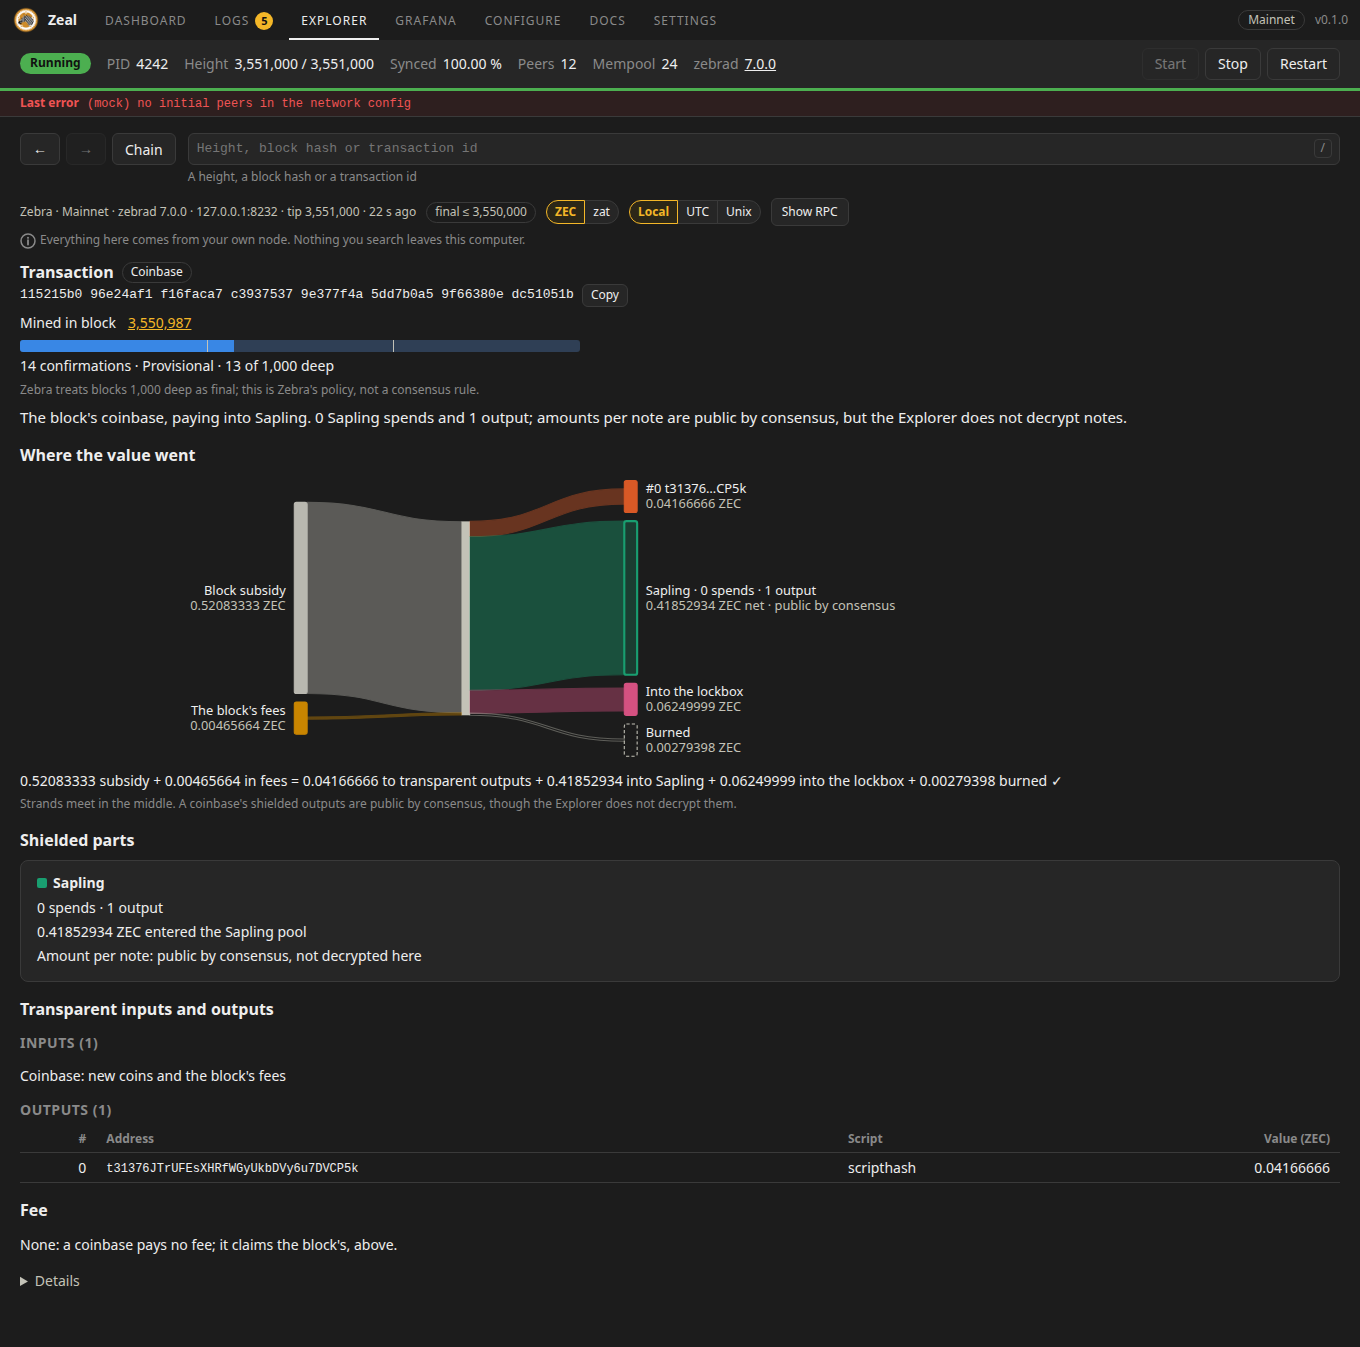 Zeal DASHBOARD LOGS 5 EXPLORER GRAFANA CONFIGURE DOCS SETTINGS Mainnet v0.1.0
Running PID 4242 Height 3,551,000 / 3,551,000 Synced 100.00 % Peers 12 Mempool 24 zebrad 7.0.0 Start Stop Restart
Last error (mock) no initial peers in the network config
← → Chain Height, block hash or transaction id /
A height, a block hash or a transaction id
Zebra · Mainnet · zebrad 7.0.0 · 127.0.0.1:8232 · tip 3,551,000 · 22 s ago final ≤ 3,550,000 ZEC zat Local UTC Unix Show RPC
Everything here comes from your own node. Nothing you search leaves this computer.
Transaction Coinbase
115215b0 96e24af1 f16faca7 c3937537 9e377f4a 5dd7b0a5 9f66380e dc51051b Copy
Mined in block 3,550,987
14 confirmations · Provisional · 13 of 1,000 deep
Zebra treats blocks 1,000 deep as final; this is Zebra's policy, not a consensus rule.
The block's coinbase, paying into Sapling. 0 Sapling spends and 1 output; amounts per note are public by consensus, but the Explorer does not decrypt notes.
Where the value went
#0 t31376…CP5k
0.04166666 ZEC
Block subsidy
0.52083333 ZEC
Sapling · 0 spends · 1 output
0.41852934 ZEC net · public by consensus
The block's fees
0.00465664 ZEC
Into the lockbox
0.06249999 ZEC
Burned
0.00279398 ZEC
0.52083333 subsidy + 0.00465664 in fees = 0.04166666 to transparent outputs + 0.41852934 into Sapling + 0.06249999 into the lockbox + 0.00279398 burned ✓
Strands meet in the middle. A coinbase's shielded outputs are public by consensus, though the Explorer does not decrypt them.
Shielded parts
Sapling
0 spends · 1 output
0.41852934 ZEC entered the Sapling pool
Amount per note: public by consensus, not decrypted here
Transparent inputs and outputs
INPUTS (1)
Coinbase: new coins and the block's fees
OUTPUTS (1)
# Address Script Value (ZEC)
0 t31376JTrUFEsXHRfWGyUkbDVy6u7DVCP5k scripthash 0.04166666
Fee
None: a coinbase pays no fee; it claims the block's, above.
▶ Details